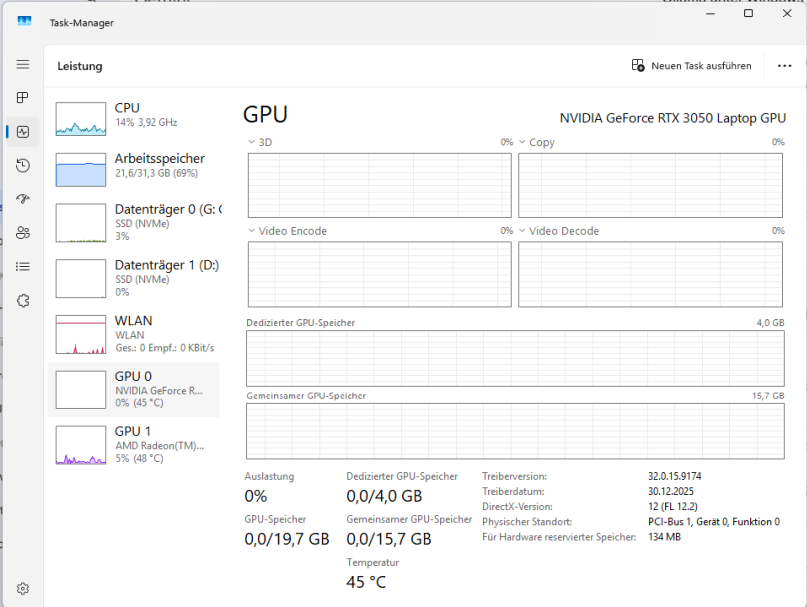 Task-Manager
Leistung
Neuen Task ausführen
CPU
14% 3,92 GHz
Arbeitsspeicher
21,6/31,3 GB (69%)
Datenträger 0 (G:
SSD (NVMe)
3%
Datenträger 1 (D:)
SSD (NVMe)
0%
WLAN
WLAN
Ges.: 0 Empf.: 0 KBit/s
GPU 0
NVIDIA GeForce R...
0% (45 °C)
GPU 1
AMD Radeon(TM)...
5% (48 °C)
GPU
NVIDIA GeForce RTX 3050 Laptop GPU
3D 0%
Copy 0%
Video Encode 0%
Video Decode 0%
Dedizierter GPU-Speicher 4,0 GB
Gemeinsamer GPU-Speicher 15,7 GB
Auslastung
0%
Dedizierter GPU-Speicher
0,0/4,0 GB
GPU-Speicher
0,0/19,7 GB
Gemeinsamer GPU-Speicher
0,0/15,7 GB
Temperatur
45 °C
Treiberversion: 32.0.15.9174
Treiberdatum: 30.12.2025
DirectX-Version: 12 (FL 12.2)
Physischer Standort: PCI-Bus 1, Gerät 0, Funktion 0
Für Hardware reservierter Speicher: 134 MB